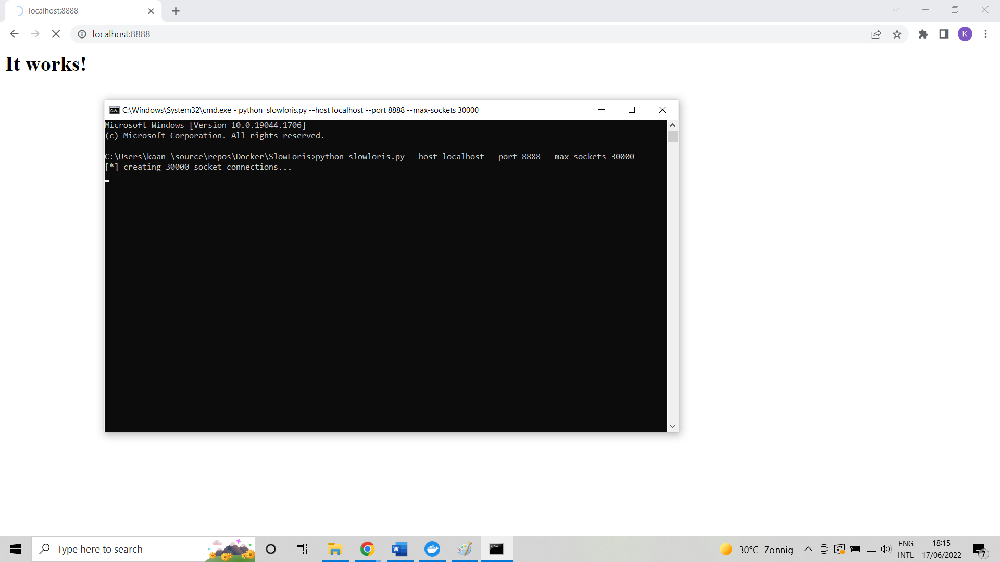 localhost:8888
localhost:8888
K
It works!
C:\Windows\System32\cmd.exe - python  slowloris.py --host localhost --port 8888 --max-sockets 30000
Microsoft Windows [Version 10.0.19044.1706]
(c) Microsoft Corporation. All rights reserved.
C:\Users\kaan-\source\repos\Docker\SlowLoris>python slowloris.py --host localhost --port 8888 --max-sockets 30000
[*] creating 30000 socket connections...
Type here to search
W
30°C Zonnig
ENG
INTL
18:15
17/06/2022
7